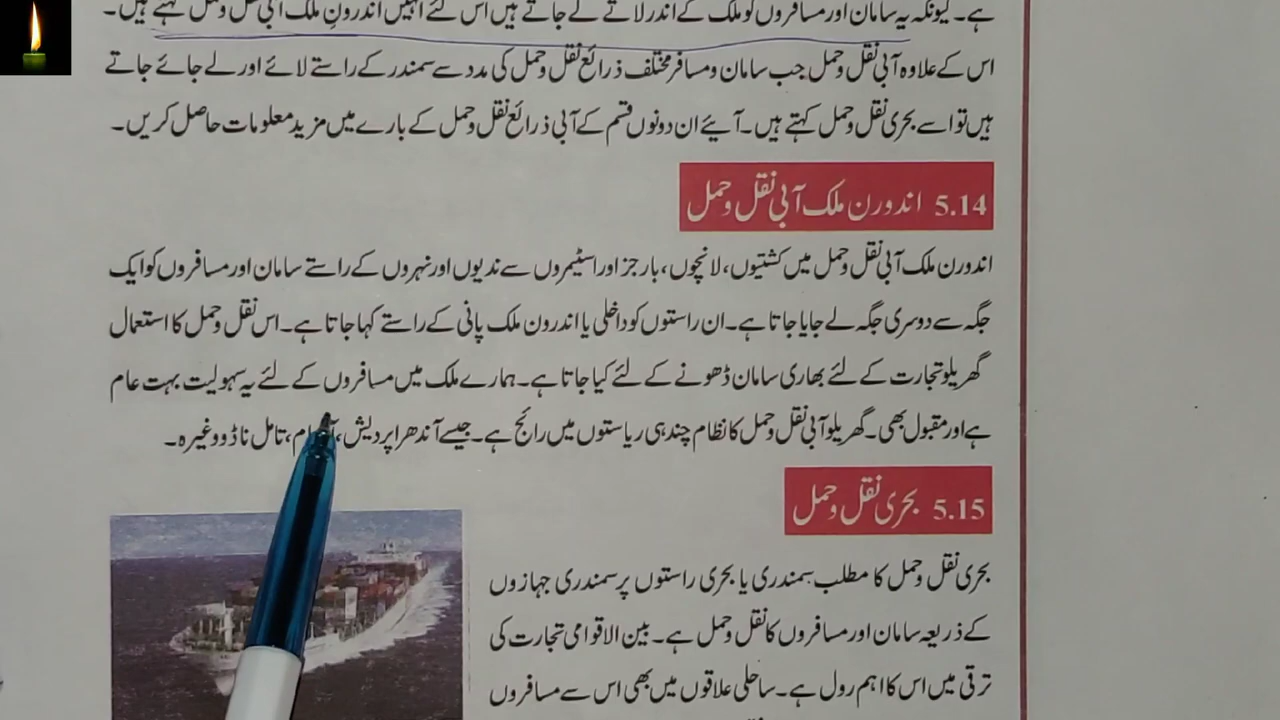 ہے۔ کیونکہ یہ سامان اور مسافروں کو ملک کے اندر لاتے لے جاتے ہیں اس لئے انہیں اندرونِ ملک آبی نقل وحمل کہتے ہیں۔
اس کے علاوہ آبی نقل وحمل جب سامان و مسافر مختلف ذرائع نقل وحمل کی مدد سے سمندر کے راستے لائے اور لے جائے جاتے
ہیں تو اسے بحری نقل وحمل کہتے ہیں۔ آیئے ان دونوں قسم کے آبی ذرائع نقل وحمل کے بارے میں مزید معلومات حاصل کریں۔
5.14 اندورن ملک آبی نقل وحمل
اندورن ملک آبی نقل وحمل میں کشتیوں، لانچوں، بارجز اور اسٹیمروں سے ندیوں اور نہروں کے راستے سامان اور مسافروں کو ایک
جگہ سے دوسری جگہ لے جایا جاتا ہے۔ ان راستوں کو داخلی یا اندرون ملک پانی کے راستے کہا جاتا ہے۔ اس نقل وحمل کا استعمال
گھریلو تجارت کے لئے بھاری سامان ڈھونے کے لئے کیا جاتا ہے۔ ہمارے ملک میں مسافروں کے لئے یہ سہولیت بہت عام
ہے اور مقبول بھی۔ گھریلو آبی نقل وحمل کا نظام چند ہی ریاستوں میں رائج ہے۔ جیسے آندھرا پردیش، تامل ناڈو وغیرہ۔
5.15 بحری نقل وحمل
بحری نقل وحمل کا مطلب سمندری یا بحری راستوں پر سمندری جہازوں
کے ذریعہ سامان اور مسافروں کا نقل وحمل ہے۔ بین الاقوامی تجارت کی
ترقی میں اس کا اہم رول ہے۔ ساحلی علاقوں میں بھی اس سے مسافروں